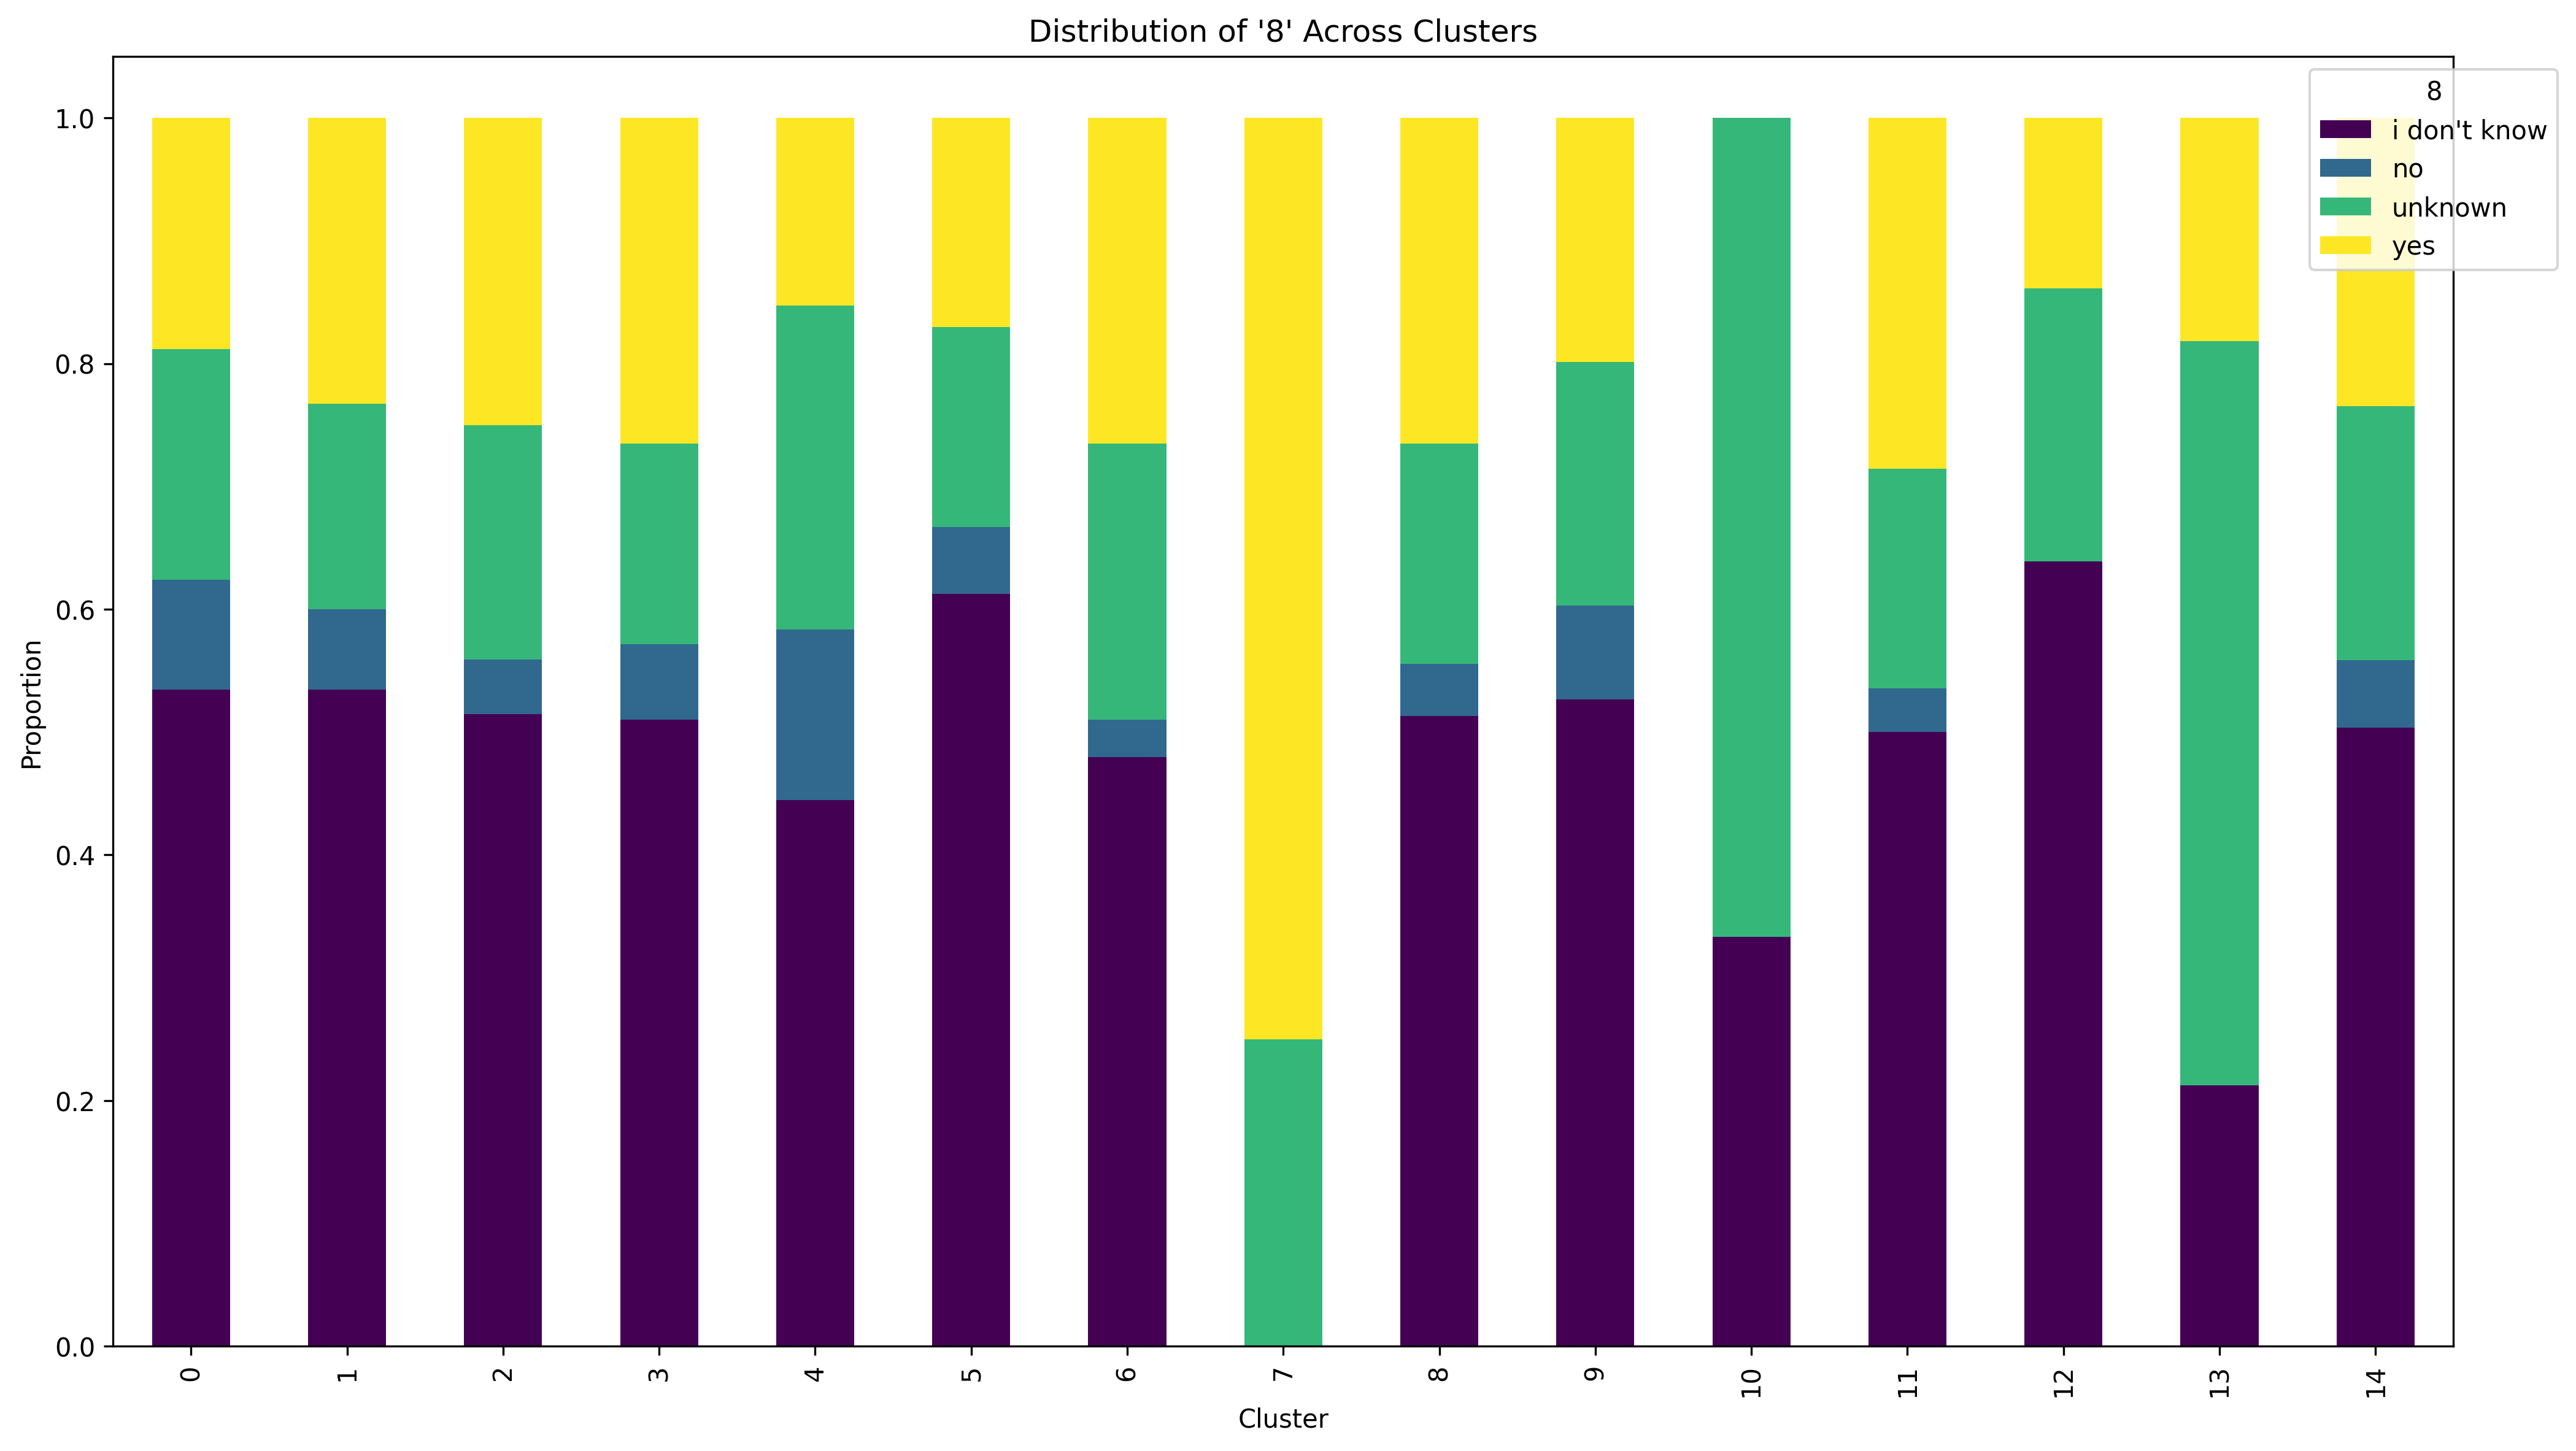 Distribution of '8' Across Clusters
8
i don't know
no
unknown
yes
1.0
0.8
0.6
0.4
0.2
0.0
Proportion
0 1 2 3 4 5 6 7 8 9 10 11 12 13 14
Cluster